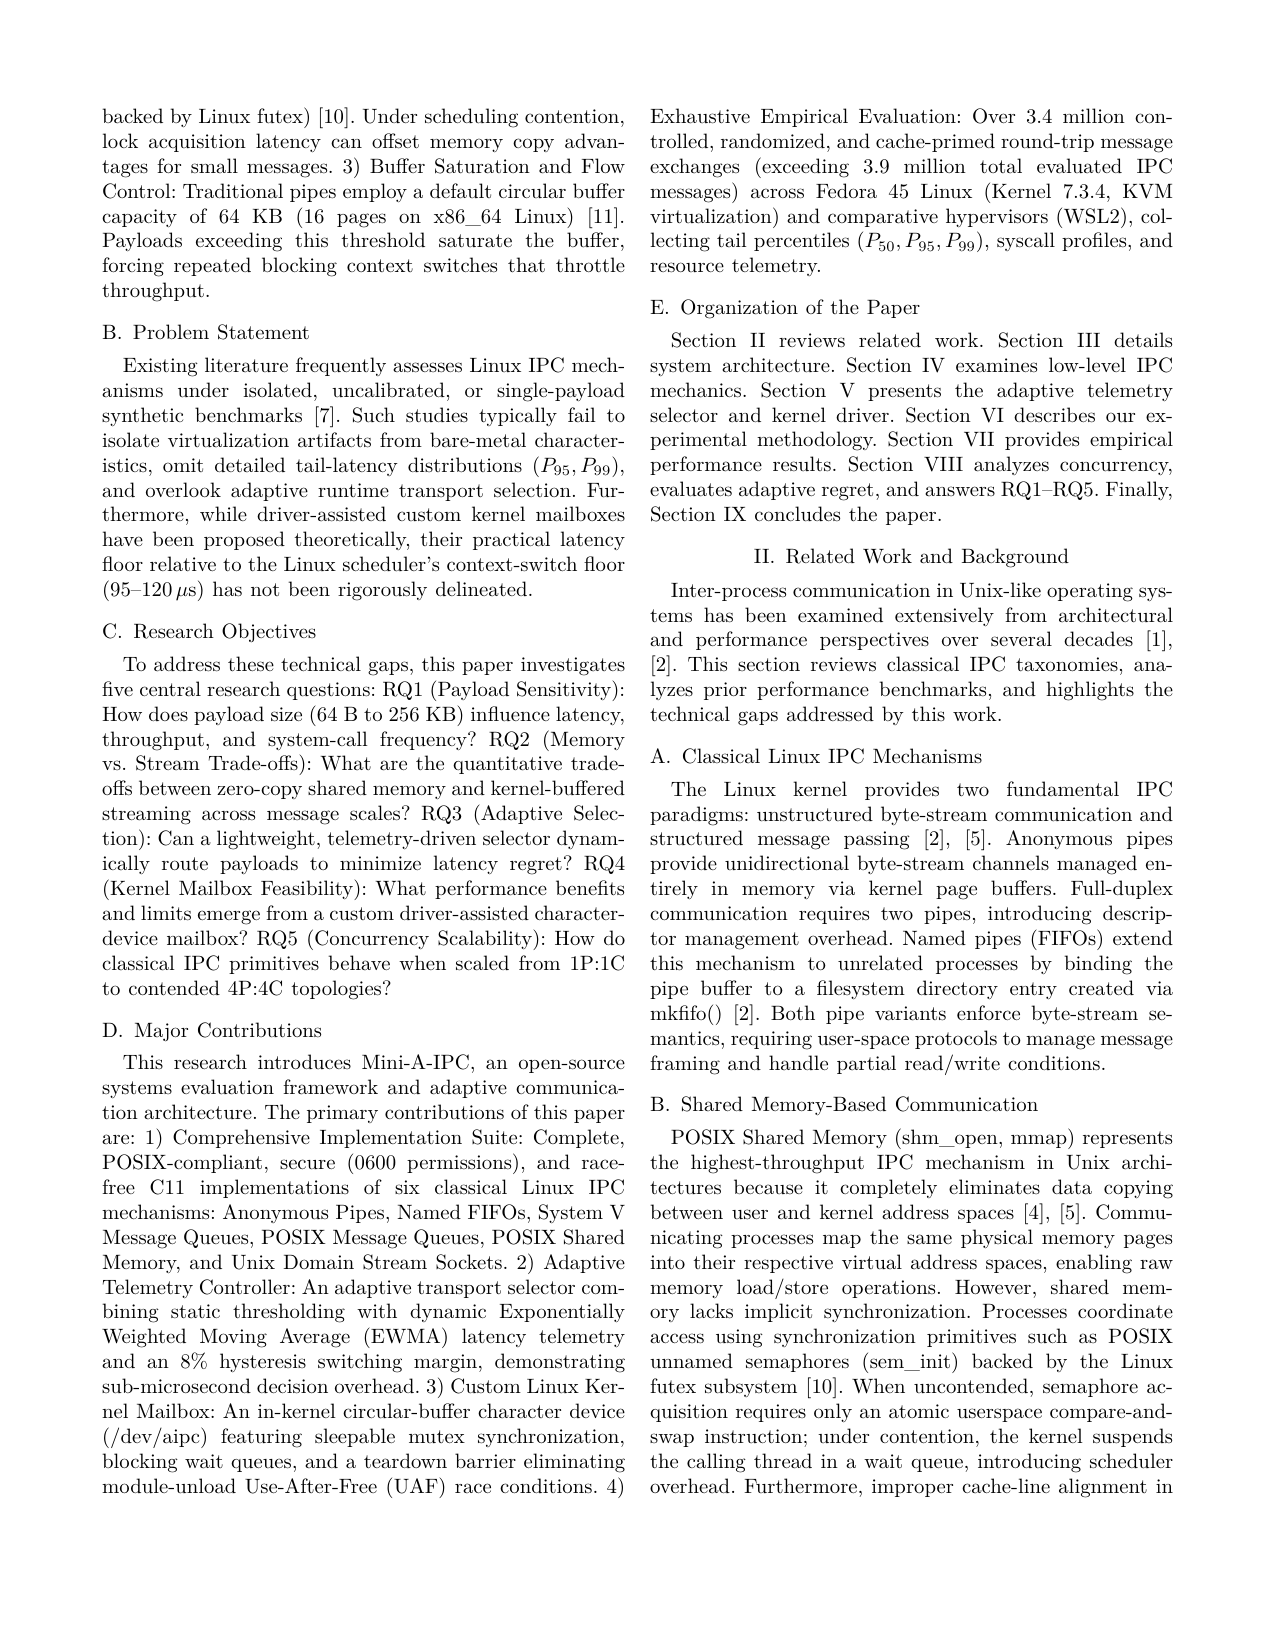 backed by Linux futex) [10]. Under scheduling contention,
lock acquisition latency can offset memory copy advan-
tages for small messages. 3) Buffer Saturation and Flow
Control: Traditional pipes employ a default circular buffer
capacity of 64 KB (16 pages on x86_64 Linux) [11].
Payloads exceeding this threshold saturate the buffer,
forcing repeated blocking context switches that throttle
throughput.
B. Problem Statement
Existing literature frequently assesses Linux IPC mech-
anisms under isolated, uncalibrated, or single-payload
synthetic benchmarks [7]. Such studies typically fail to
isolate virtualization artifacts from bare-metal character-
istics, omit detailed tail-latency distributions (P95, P99),
and overlook adaptive runtime transport selection. Fur-
thermore, while driver-assisted custom kernel mailboxes
have been proposed theoretically, their practical latency
floor relative to the Linux scheduler's context-switch floor
(95–120 μs) has not been rigorously delineated.
C. Research Objectives
To address these technical gaps, this paper investigates
five central research questions: RQ1 (Payload Sensitivity):
How does payload size (64 B to 256 KB) influence latency,
throughput, and system-call frequency? RQ2 (Memory
vs. Stream Trade-offs): What are the quantitative trade-
offs between zero-copy shared memory and kernel-buffered
streaming across message scales? RQ3 (Adaptive Selec-
tion): Can a lightweight, telemetry-driven selector dynam-
ically route payloads to minimize latency regret? RQ4
(Kernel Mailbox Feasibility): What performance benefits
and limits emerge from a custom driver-assisted character-
device mailbox? RQ5 (Concurrency Scalability): How do
classical IPC primitives behave when scaled from 1P:1C
to contended 4P:4C topologies?
D. Major Contributions
This research introduces Mini-A-IPC, an open-source
systems evaluation framework and adaptive communica-
tion architecture. The primary contributions of this paper
are: 1) Comprehensive Implementation Suite: Complete,
POSIX-compliant, secure (0600 permissions), and race-
free C11 implementations of six classical Linux IPC
mechanisms: Anonymous Pipes, Named FIFOs, System V
Message Queues, POSIX Message Queues, POSIX Shared
Memory, and Unix Domain Stream Sockets. 2) Adaptive
Telemetry Controller: An adaptive transport selector com-
bining static thresholding with dynamic Exponentially
Weighted Moving Average (EWMA) latency telemetry
and an 8% hysteresis switching margin, demonstrating
sub-microsecond decision overhead. 3) Custom Linux Ker-
nel Mailbox: An in-kernel circular-buffer character device
(/dev/aipc) featuring sleepable mutex synchronization,
blocking wait queues, and a teardown barrier eliminating
module-unload Use-After-Free (UAF) race conditions. 4)
Exhaustive Empirical Evaluation: Over 3.4 million con-
trolled, randomized, and cache-primed round-trip message
exchanges (exceeding 3.9 million total evaluated IPC
messages) across Fedora 45 Linux (Kernel 7.3.4, KVM
virtualization) and comparative hypervisors (WSL2), col-
lecting tail percentiles (P50, P95, P99), syscall profiles, and
resource telemetry.
E. Organization of the Paper
Section II reviews related work. Section III details
system architecture. Section IV examines low-level IPC
mechanics. Section V presents the adaptive telemetry
selector and kernel driver. Section VI describes our ex-
perimental methodology. Section VII provides empirical
performance results. Section VIII analyzes concurrency,
evaluates adaptive regret, and answers RQ1–RQ5. Finally,
Section IX concludes the paper.
II. Related Work and Background
Inter-process communication in Unix-like operating sys-
tems has been examined extensively from architectural
and performance perspectives over several decades [1],
[2]. This section reviews classical IPC taxonomies, ana-
lyzes prior performance benchmarks, and highlights the
technical gaps addressed by this work.
A. Classical Linux IPC Mechanisms
The Linux kernel provides two fundamental IPC
paradigms: unstructured byte-stream communication and
structured message passing [2], [5]. Anonymous pipes
provide unidirectional byte-stream channels managed en-
tirely in memory via kernel page buffers. Full-duplex
communication requires two pipes, introducing descrip-
tor management overhead. Named pipes (FIFOs) extend
this mechanism to unrelated processes by binding the
pipe buffer to a filesystem directory entry created via
mkfifo() [2]. Both pipe variants enforce byte-stream se-
mantics, requiring user-space protocols to manage message
framing and handle partial read/write conditions.
B. Shared Memory-Based Communication
POSIX Shared Memory (shm_open, mmap) represents
the highest-throughput IPC mechanism in Unix archi-
tectures because it completely eliminates data copying
between user and kernel address spaces [4], [5]. Commu-
nicating processes map the same physical memory pages
into their respective virtual address spaces, enabling raw
memory load/store operations. However, shared mem-
ory lacks implicit synchronization. Processes coordinate
access using synchronization primitives such as POSIX
unnamed semaphores (sem_init) backed by the Linux
futex subsystem [10]. When uncontended, semaphore ac-
quisition requires only an atomic userspace compare-and-
swap instruction; under contention, the kernel suspends
the calling thread in a wait queue, introducing scheduler
overhead. Furthermore, improper cache-line alignment in